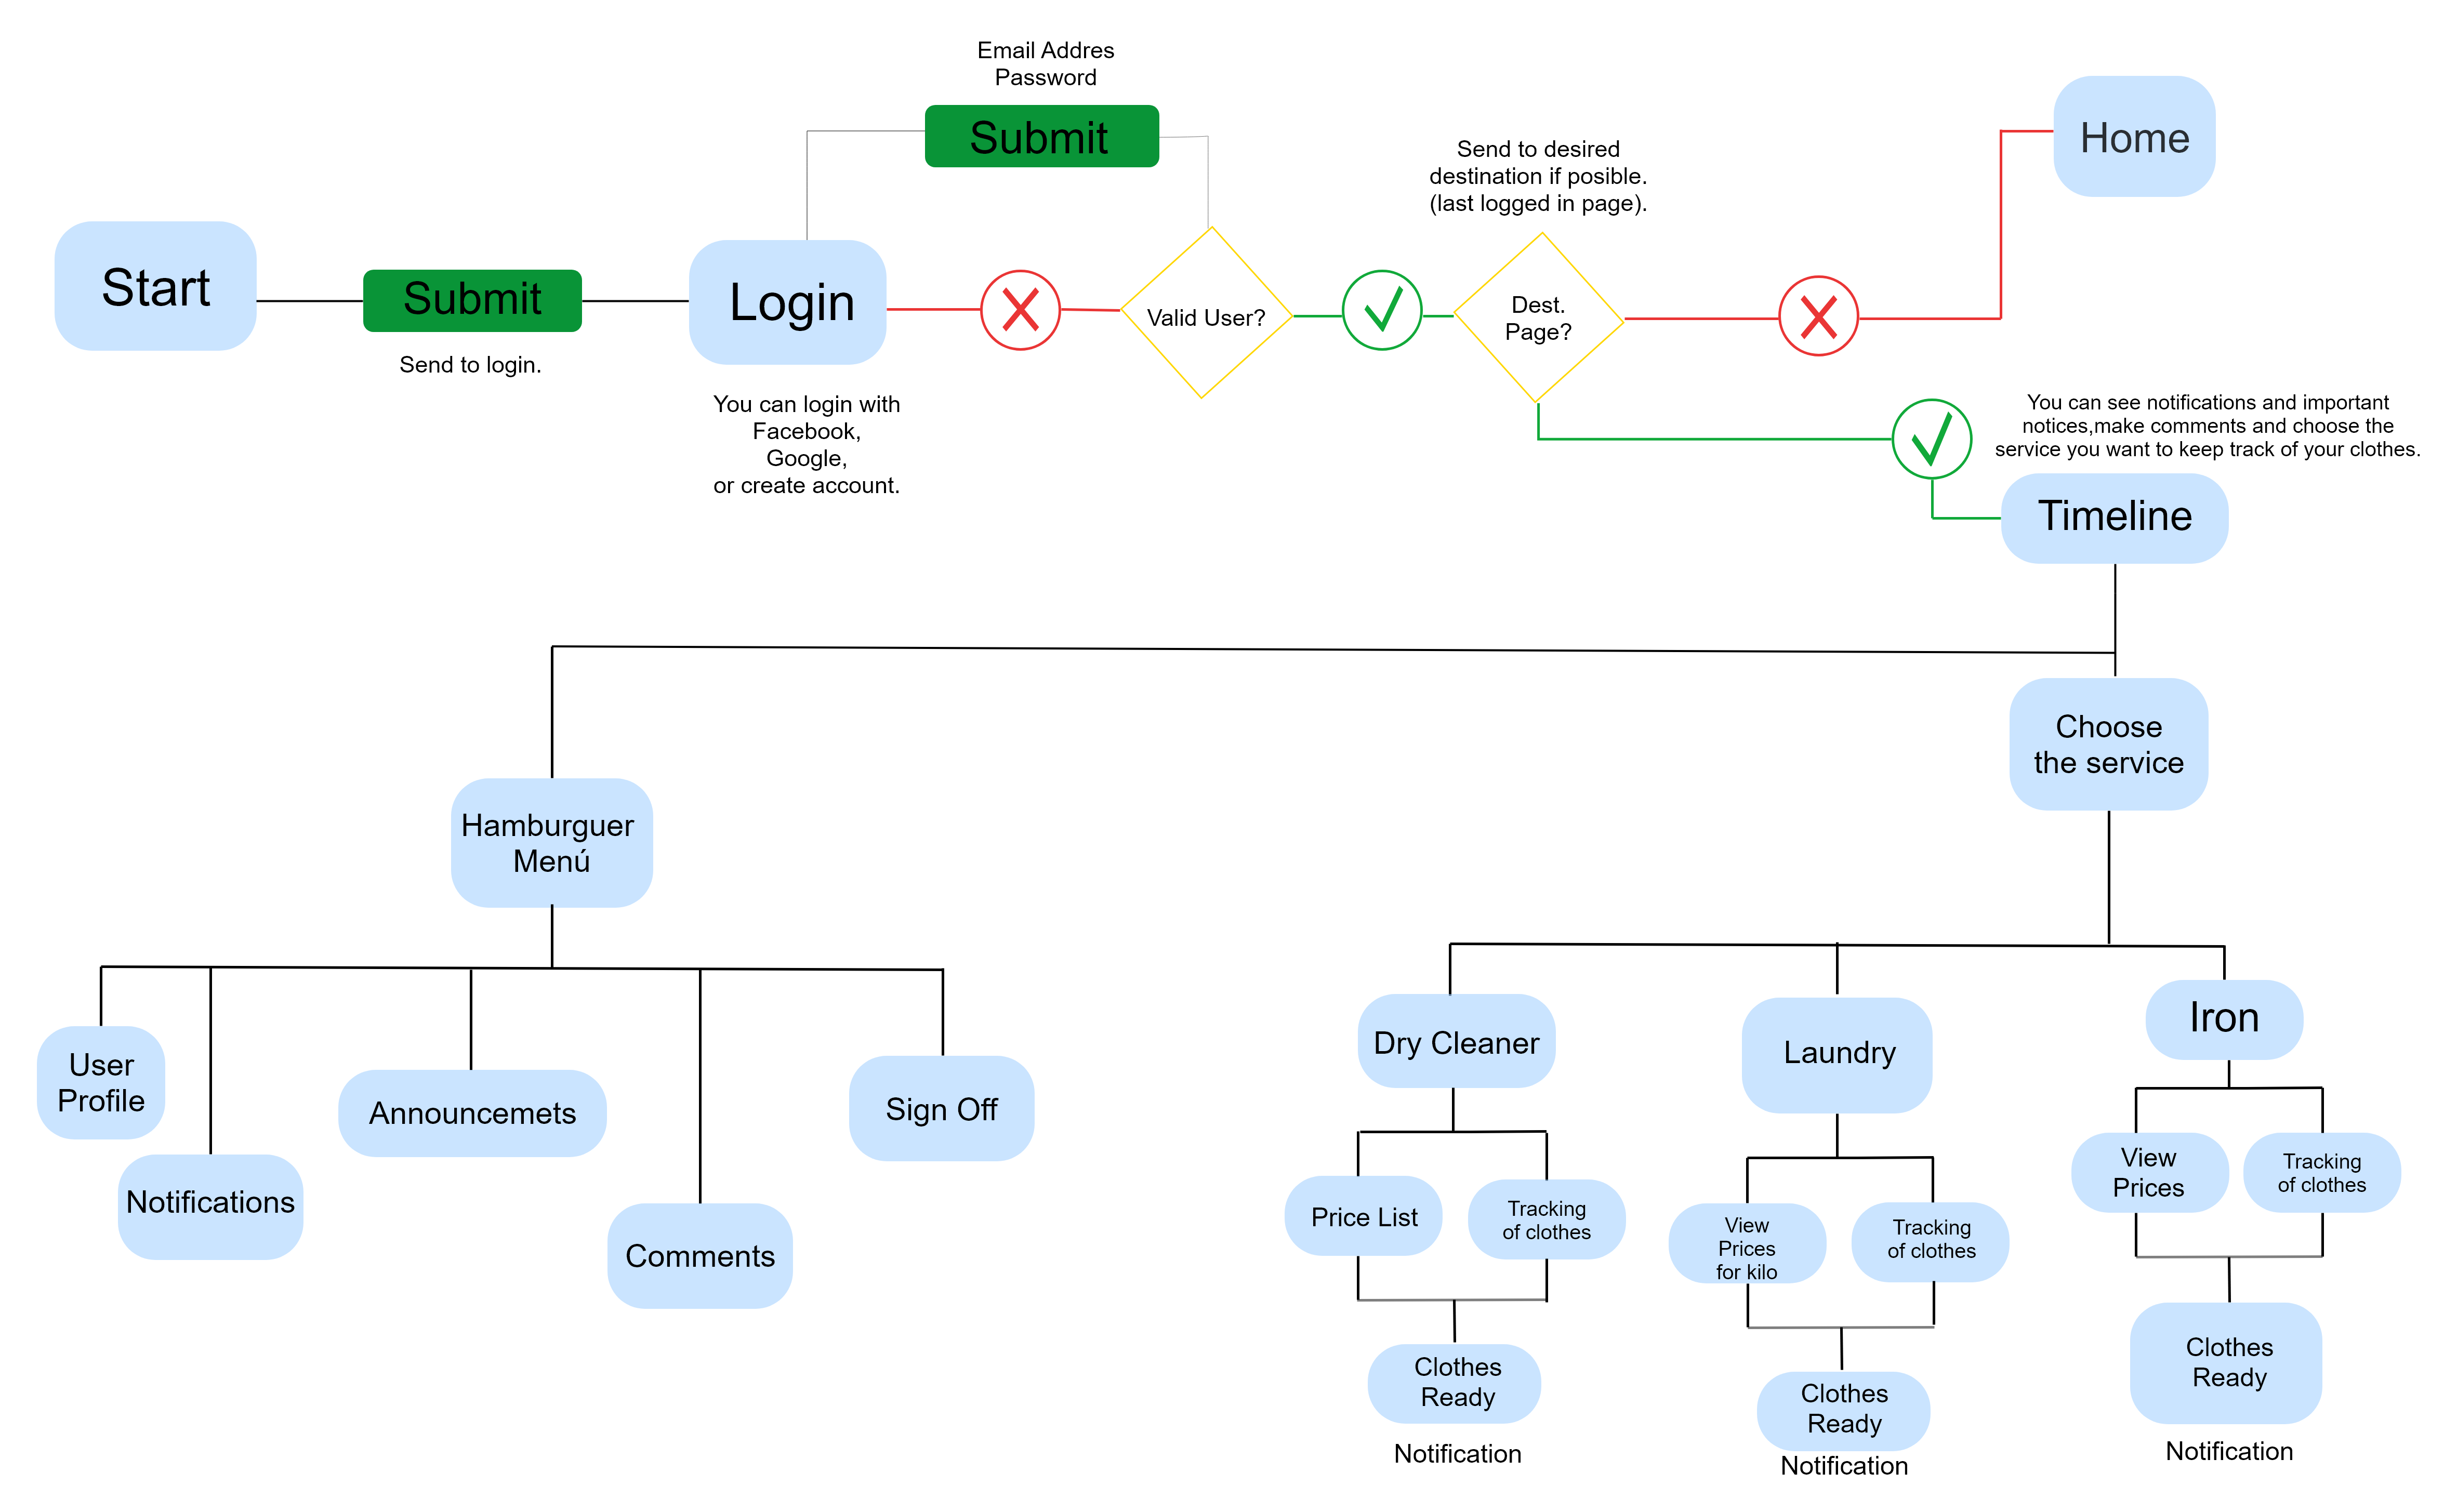 Email Addres
Password
Submit
Home
Send to desired
destination if posible.
(last logged in page).
Start
Submit
Send to login.
Login
You can login with
Facebook,
Google,
or create account.
Valid User?
Dest.
Page?
You can see notifications and important
notices,make comments and choose the
service you want to keep track of your clothes.
Timeline
Choose
the service
Hamburguer
Menú
User
Profile
Notifications
Announcemets
Comments
Sign Off
Dry Cleaner
Price List
Tracking
of clothes
Clothes
Ready
Notification
Laundry
View
Prices
for kilo
Tracking
of clothes
Clothes
Ready
Notification
Iron
View
Prices
Tracking
of clothes
Clothes
Ready
Notification